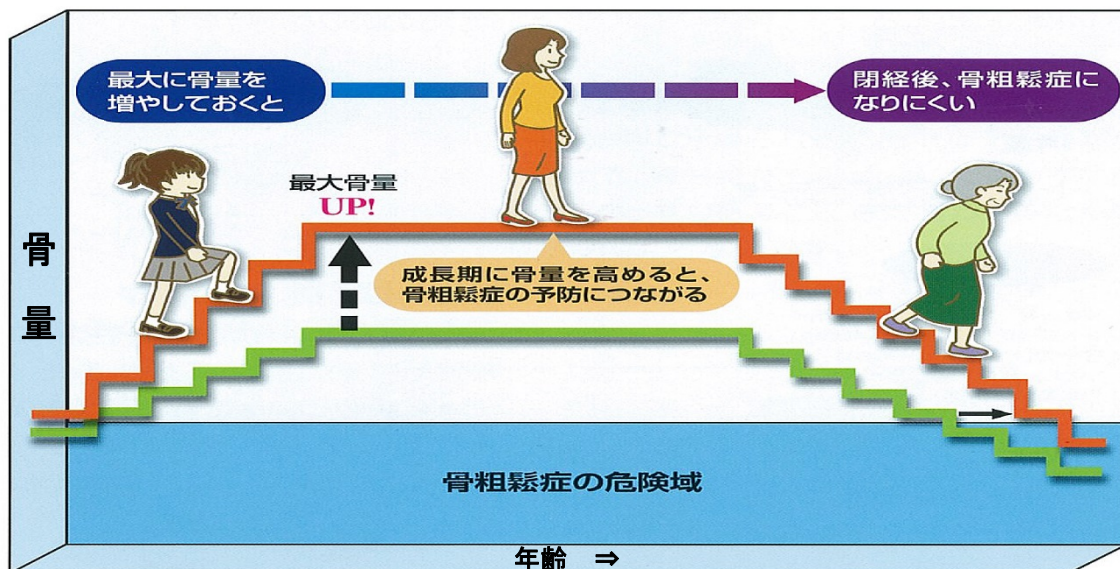 最大に骨量を
増やしておくと
閉経後、骨粗鬆症に
なりにくい
最大骨量
UP!
骨
量
成長期に骨量を高めると、
骨粗鬆症の予防につながる
骨粗鬆症の危険域
年齢 ⇒